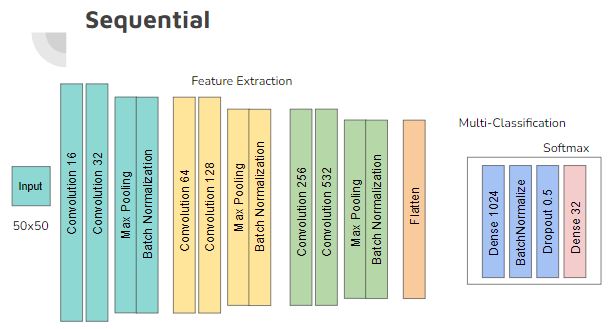 Sequential
Feature Extraction
Input
50x50
Convolution 16
Convolution 32
Max Pooling
Batch Normalization
Convolution 64
Convolution 128
Max Pooling
Batch Normalization
Convolution 256
Convolution 532
Max Pooling
Batch Normalization
Flatten
Multi-Classification
Softmax
Dense 1024
BatchNormalize
Dropout 0.5
Dense 32